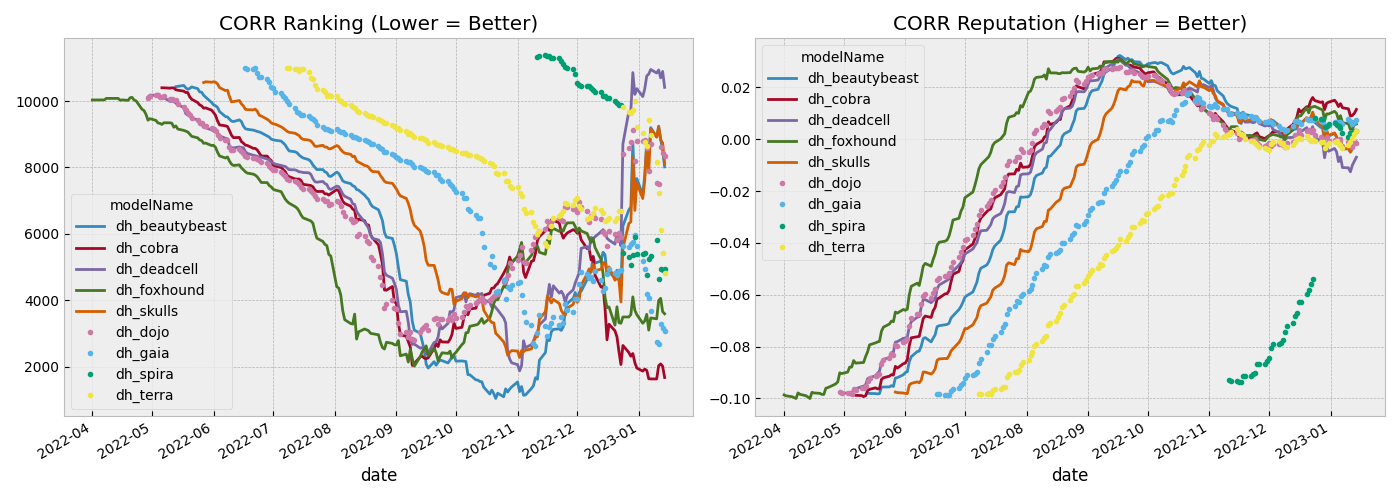 CORR Ranking (Lower = Better)
10000
8000
6000
4000
2000
modelName
dh_beautybeast
dh_cobra
dh_deadcell
dh_foxhound
dh_skulls
dh_dojo
dh_gaia
dh_spira
dh_terra
2022-04
2022-05
2022-06
2022-07
2022-08
2022-09
2022-10
2022-11
2022-12
2023-01
date
CORR Reputation (Higher = Better)
0.02
0.00
−0.02
−0.04
−0.06
−0.08
−0.10
modelName
dh_beautybeast
dh_cobra
dh_deadcell
dh_foxhound
dh_skulls
dh_dojo
dh_gaia
dh_spira
dh_terra
2022-04
2022-05
2022-06
2022-07
2022-08
2022-09
2022-10
2022-11
2022-12
2023-01
date